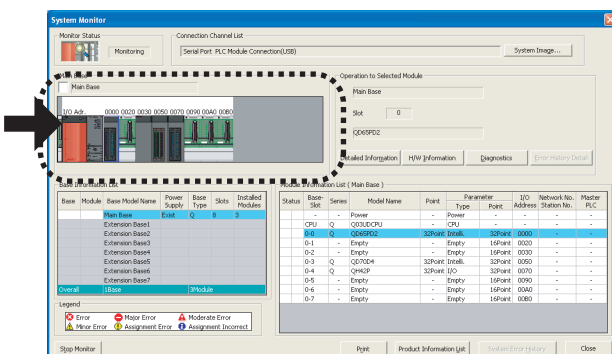 System Monitor
Monitor Status
Monitoring
Connection Channel List
Serial Port PLC Module Connection(USB)
System Image...
Main Base
Main Base
I/O Adr. 0000 0020 0030 0050 0070 0090 00A0 00B0
Operation to Selected Module
Main Base
Slot 0
QD65PD2
Detailed Information H/W Information Diagnostics Error History Detail
Base Information List
Base Module Base Model Name Power Supply Base Type Slots Installed Modules
Main Base Exist Q 8 3
Extension Base1
Extension Base2
Extension Base3
Extension Base4
Extension Base5
Extension Base6
Extension Base7
Overall 1Base 3Module
Module Information List ( Main Base )
Status Base-Slot Series Model Name Point Parameter Type Point I/O Address Network No. Station No. Master PLC
- - Power - Power - - - -
CPU Q Q03UDCPU - CPU - - - -
0-0 Q QD65PD2 32Point Intelli. 32Point 0000 - -
0-1 - Empty - Empty 16Point 0020 - -
0-2 - Empty - Empty 32Point 0030 - -
0-3 Q QD70D4 32Point Intelli. 32Point 0050 - -
0-4 Q QH42P 32Point I/O 32Point 0070 - -
0-5 - Empty - Empty 16Point 0090 - -
0-6 - Empty - Empty 16Point 00A0 - -
0-7 - Empty - Empty 16Point 00B0 - -
Legend
Error Major Error Moderate Error
Minor Error Assignment Error Assignment Incorrect
Stop Monitor Print Product Information List System Error History Close